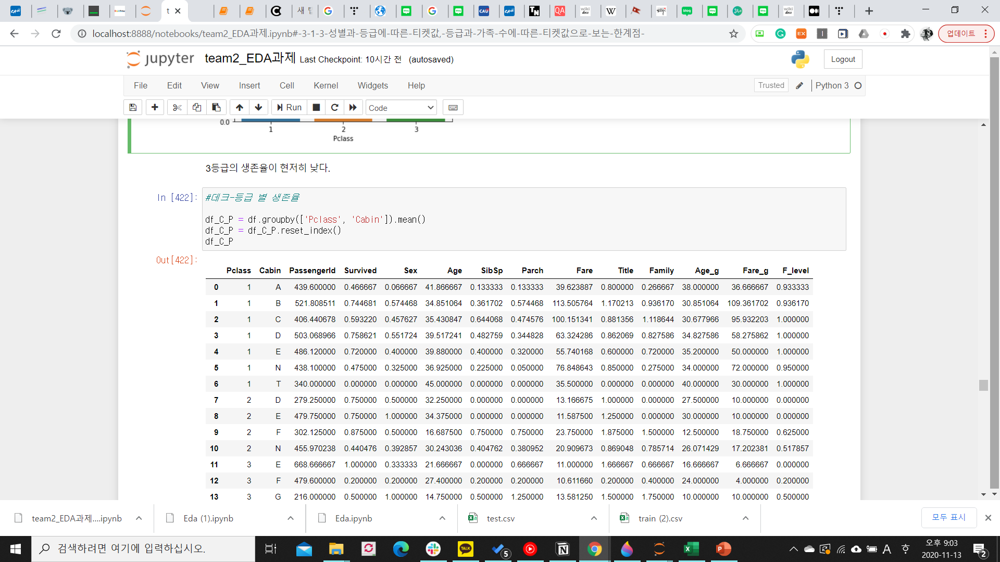 t
새 탭
localhost:8888/notebooks/team2_EDA과제.ipynb#-3-1-3-성별과-등급에-따른-티켓값,-등급과-가족-수에-따른-티켓값으로-보는-한계점-
업데이트
jupyter team2_EDA과제 Last Checkpoint: 10시간 전 (autosaved)
Logout
File Edit View Insert Cell Kernel Widgets Help
Trusted Python 3
Run Code
0.0
1 2 3
Pclass
3등급의 생존율이 현저히 낮다.
In [422]: #데크-등급 별 생존율
df_C_P = df.groupby(['Pclass', 'Cabin']).mean()
df_C_P = df_C_P.reset_index()
df_C_P
Out[422]:
Pclass Cabin PassengerId Survived Sex Age SibSp Parch Fare Title Family Age_g Fare_g F_level
0 1 A 439.600000 0.466667 0.066667 41.866667 0.133333 0.133333 39.623887 0.800000 0.266667 38.000000 36.666667 0.933333
1 1 B 521.808511 0.744681 0.574468 34.851064 0.361702 0.574468 113.505764 1.170213 0.936170 30.851064 109.361702 0.936170
2 1 C 406.440678 0.593220 0.457627 35.430847 0.644068 0.474576 100.151341 0.881356 1.118644 30.677966 95.932203 1.000000
3 1 D 503.068966 0.758621 0.551724 39.517241 0.482759 0.344828 63.324286 0.862069 0.827586 34.827586 58.275862 1.000000
4 1 E 486.120000 0.720000 0.400000 39.880000 0.400000 0.320000 55.740168 0.600000 0.720000 35.200000 50.000000 1.000000
5 1 N 438.100000 0.475000 0.325000 36.925000 0.225000 0.050000 76.848643 0.850000 0.275000 34.000000 72.000000 0.950000
6 1 T 340.000000 0.000000 0.000000 45.000000 0.000000 0.000000 35.500000 0.000000 0.000000 40.000000 30.000000 1.000000
7 2 D 279.250000 0.750000 0.500000 32.250000 0.000000 0.000000 13.166675 1.000000 0.000000 27.500000 10.000000 0.000000
8 2 E 479.750000 0.750000 1.000000 34.375000 0.000000 0.000000 11.587500 1.250000 0.000000 30.000000 10.000000 0.000000
9 2 F 302.125000 0.875000 0.500000 16.687500 0.750000 0.750000 23.750000 1.875000 1.500000 12.500000 18.750000 0.625000
10 2 N 455.970238 0.440476 0.392857 30.243036 0.404762 0.380952 20.909673 0.869048 0.785714 26.071429 17.202381 0.517857
11 3 E 668.666667 1.000000 0.333333 21.666667 0.000000 0.666667 11.000000 1.666667 0.666667 16.666667 6.666667 0.000000
12 3 F 479.600000 0.200000 0.200000 27.400000 0.200000 0.200000 10.611660 0.200000 0.400000 24.000000 4.000000 0.200000
13 3 G 216.000000 0.500000 1.000000 14.750000 0.500000 1.250000 13.581250 1.500000 1.750000 10.000000 10.000000 0.500000
team2_EDA과제....ipynb Eda (1).ipynb Eda.ipynb test.csv train (2).csv 모두 표시
검색하려면 여기에 입력하십시오.
TALK
5
A
오후 9:03
2020-11-13
2